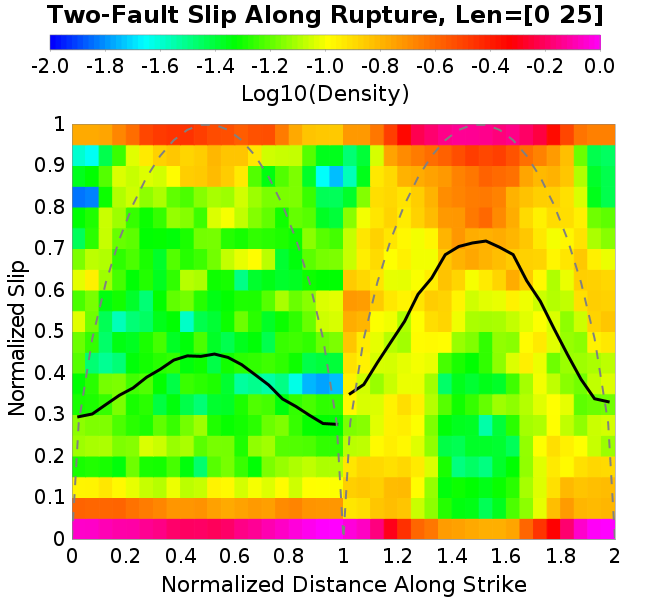 Two-Fault Slip Along Rupture, Len=[0 25]
-2.0 -1.8 -1.6 -1.4 -1.2 -1.0 -0.8 -0.6 -0.4 -0.2 0.0
Log10(Density)
1
0.9
0.8
0.7
0.6
0.5
0.4
0.3
0.2
0.1
0
Normalized Slip
0 0.2 0.4 0.6 0.8 1 1.2 1.4 1.6 1.8 2
Normalized Distance Along Strike